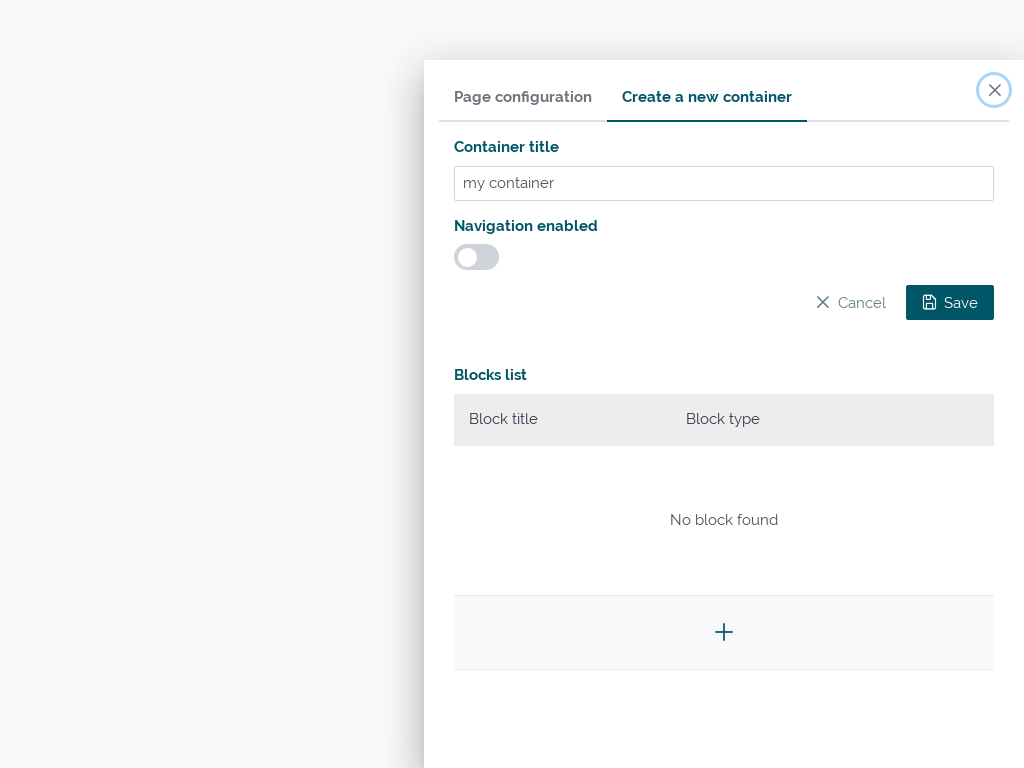 Page configuration
Create a new container
Container title
my container
Navigation enabled
Cancel
Save
Blocks list
Block title
Block type
No block found